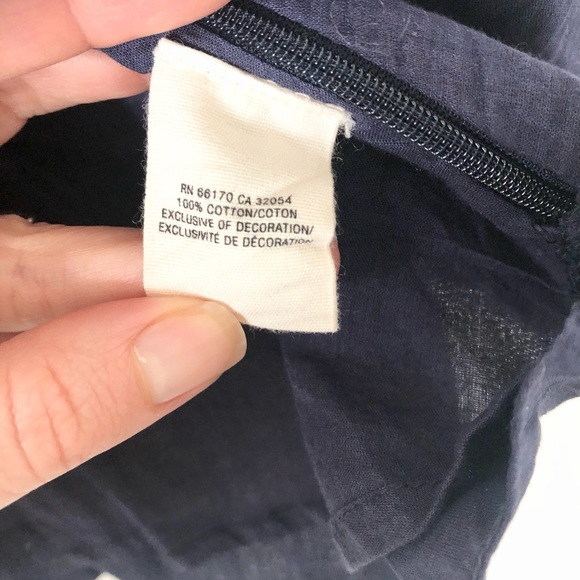 RN 66170 CA 32054
100% COTTON/COTON
EXCLUSIVE OF DECORATION/
EXCLUSIVITÉ DE DÉCORATION